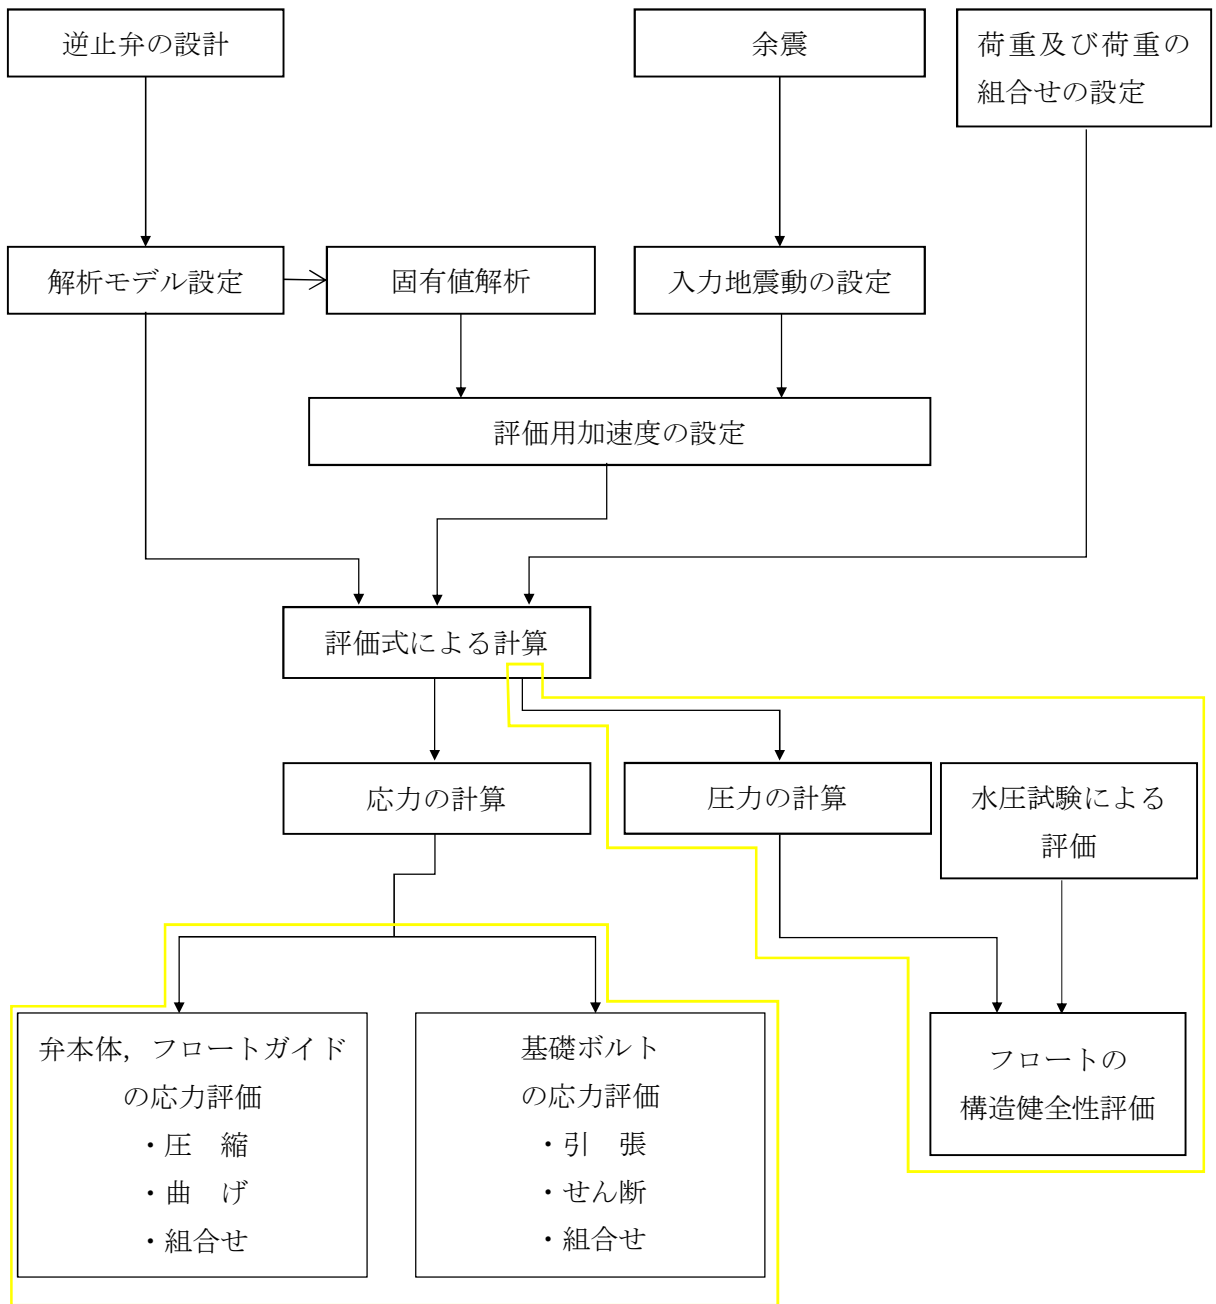 逆止弁の設計
余震
荷重及び荷重の
組合せの設定
解析モデル設定
固有値解析
入力地震動の設定
評価用加速度の設定
評価式による計算
応力の計算
圧力の計算
水圧試験による
評価
弁本体，フロートガイド
の応力評価
・圧　縮
・曲　げ
・組合せ
基礎ボルト
の応力評価
・引　張
・せん断
・組合せ
フロートの
構造健全性評価